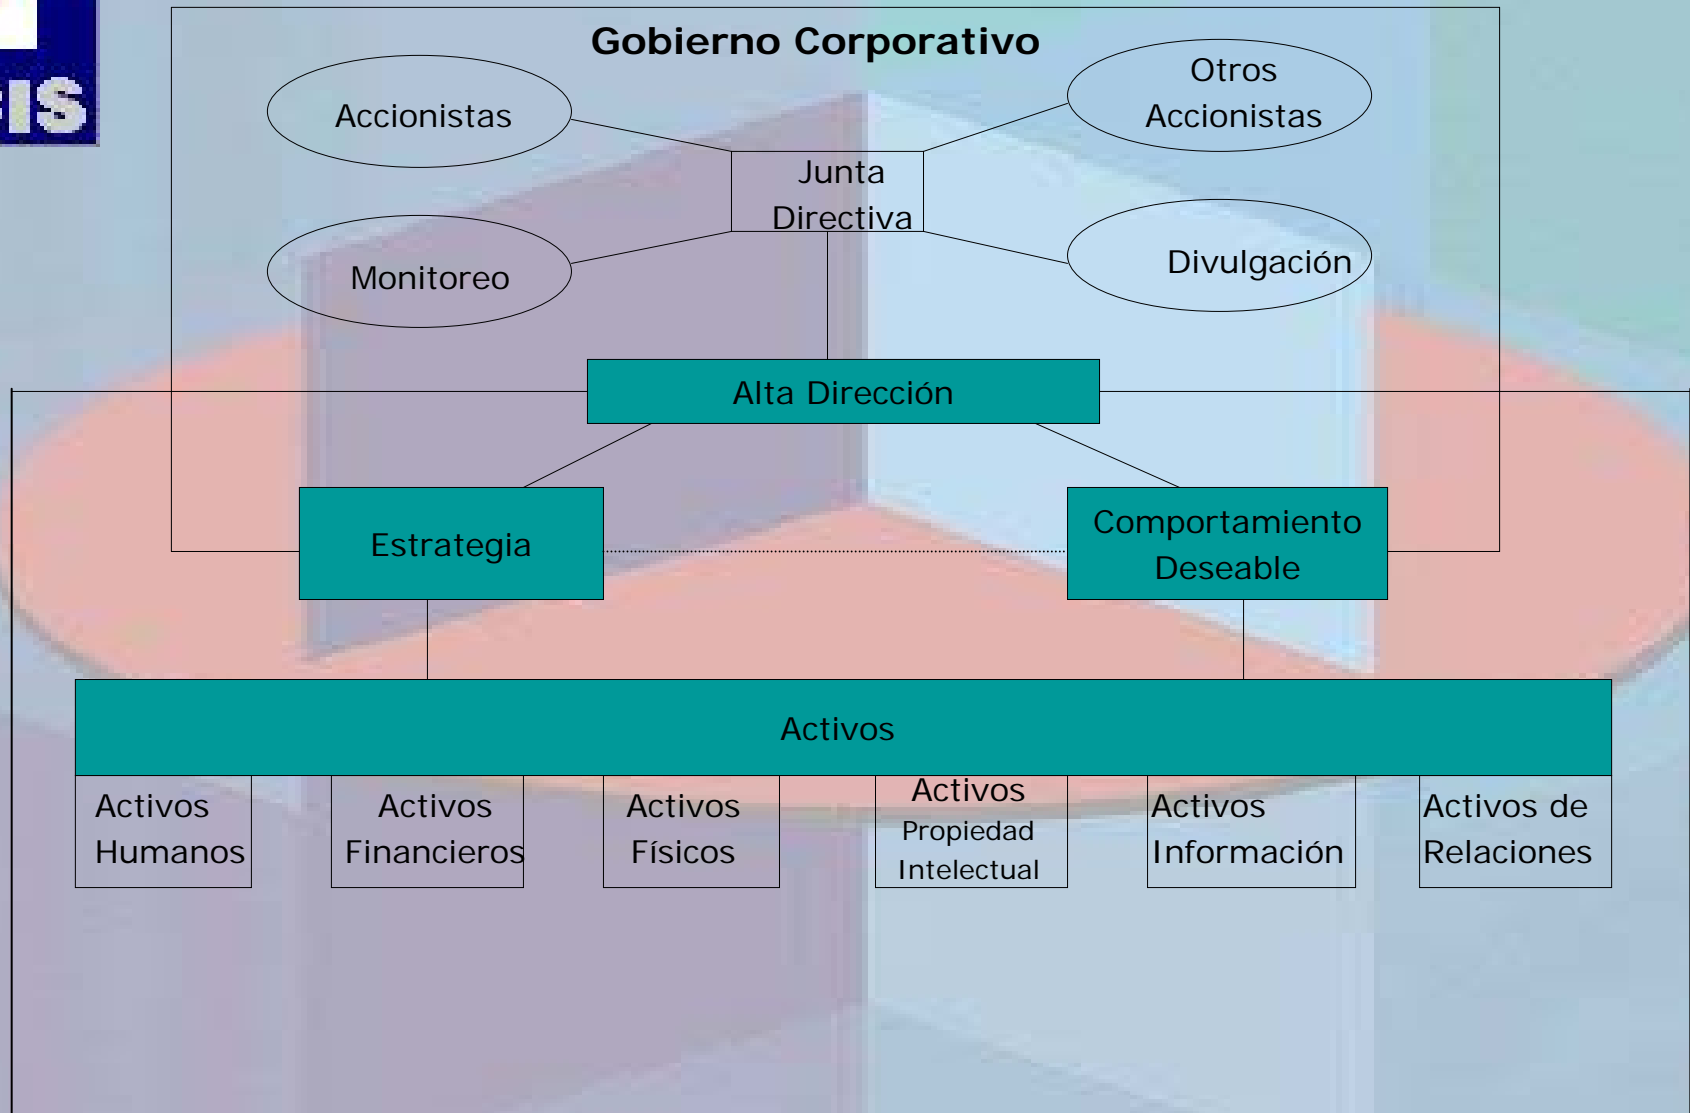 Gobierno Corporativo
Accionistas
Otros
Accionistas
Junta
Directiva
Monitoreo
Divulgación
Alta Dirección
Estrategia
Comportamiento
Deseable
Activos
Activos
Humanos
Activos
Financieros
Activos
Físicos
Activos
Propiedad
Intelectual
Activos
Información
Activos de
Relaciones